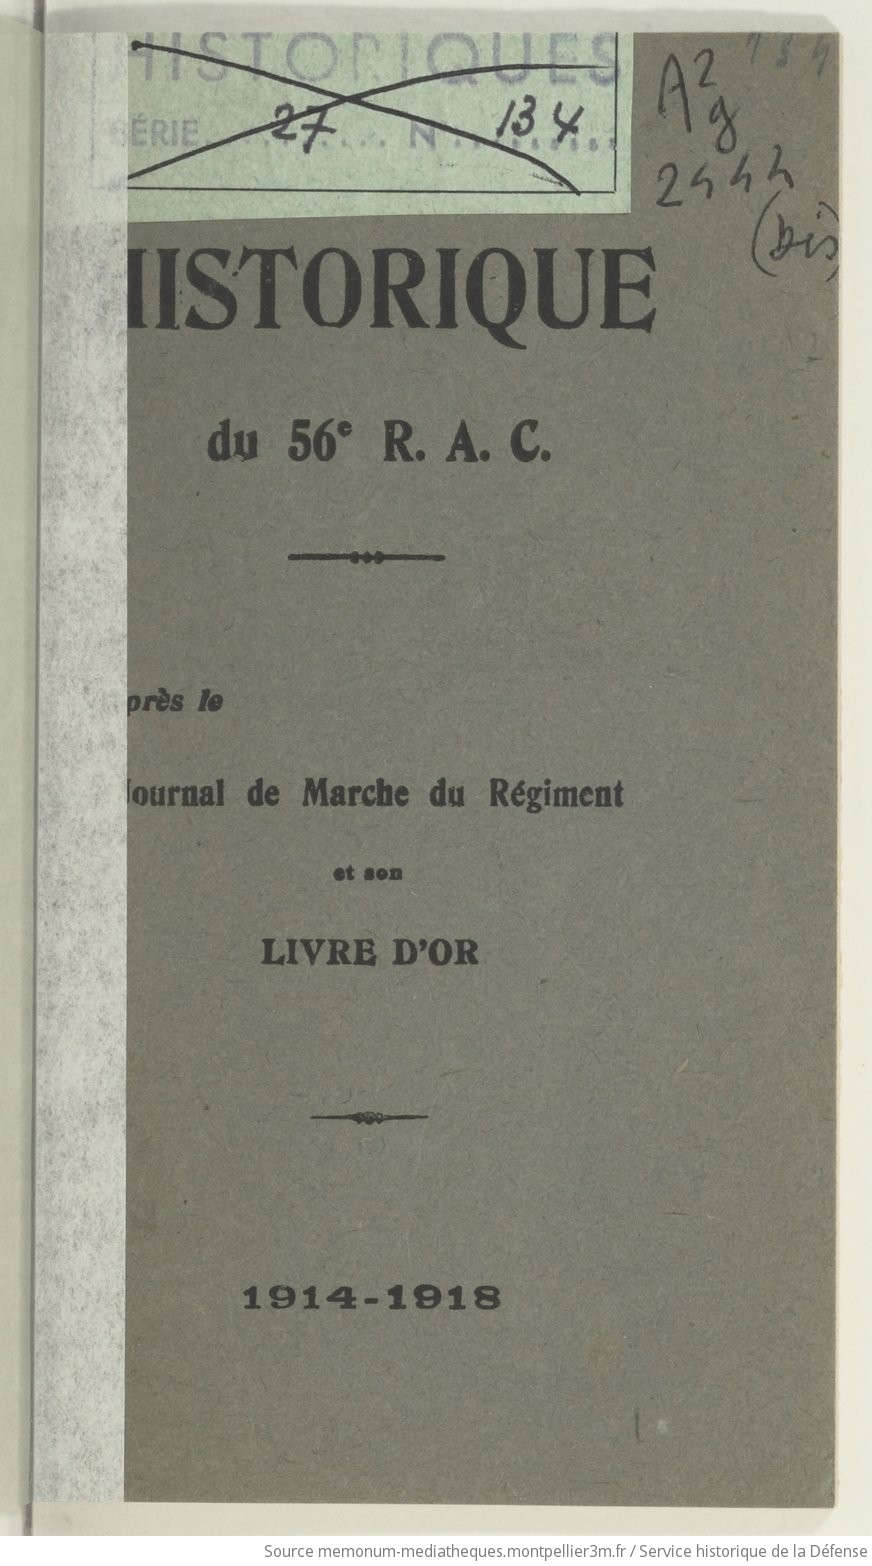 HISTORIQUES
SÉRIE 27 N° 134
A2g
2444
(bis)
HISTORIQUE
du 56e R. A. C.
près le
Journal de Marche du Régiment
et son
LIVRE D'OR
1914-1918
Source memonum-mediatheques.montpellier3m.fr / Service historique de la Défense